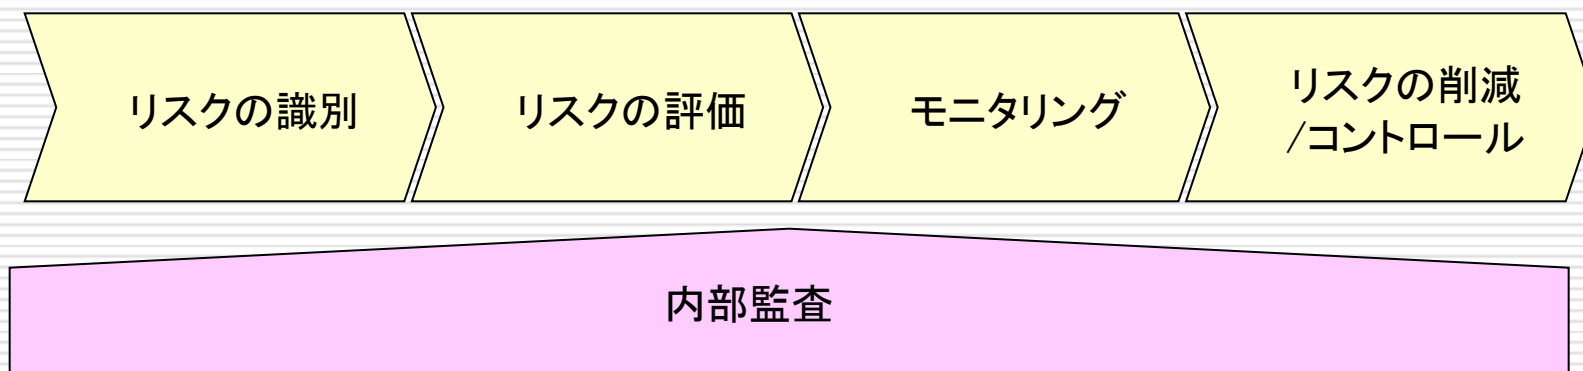 リスクの識別
リスクの評価
モニタリング
リスクの削減
/コントロール
内部監査